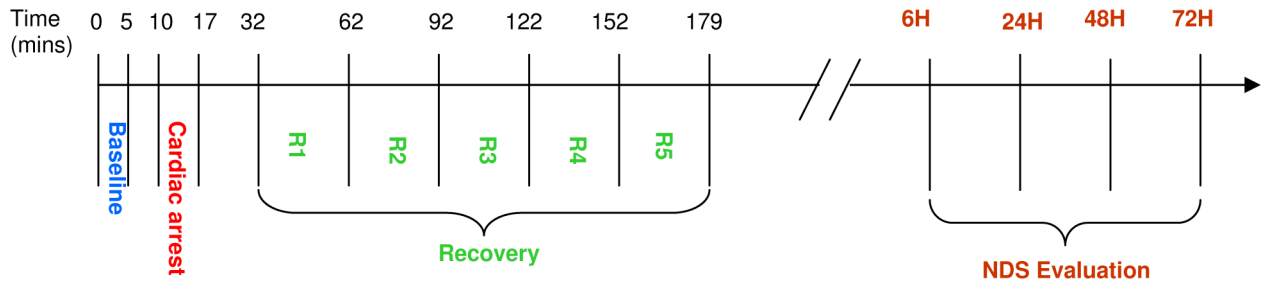 Time 0 5 10 17 32 62 92 122 152 179 6H 24H 48H 72H
(mins)
Baseline
Cardiac arrest
R1
R2
R3
R4
R5
Recovery
NDS Evaluation